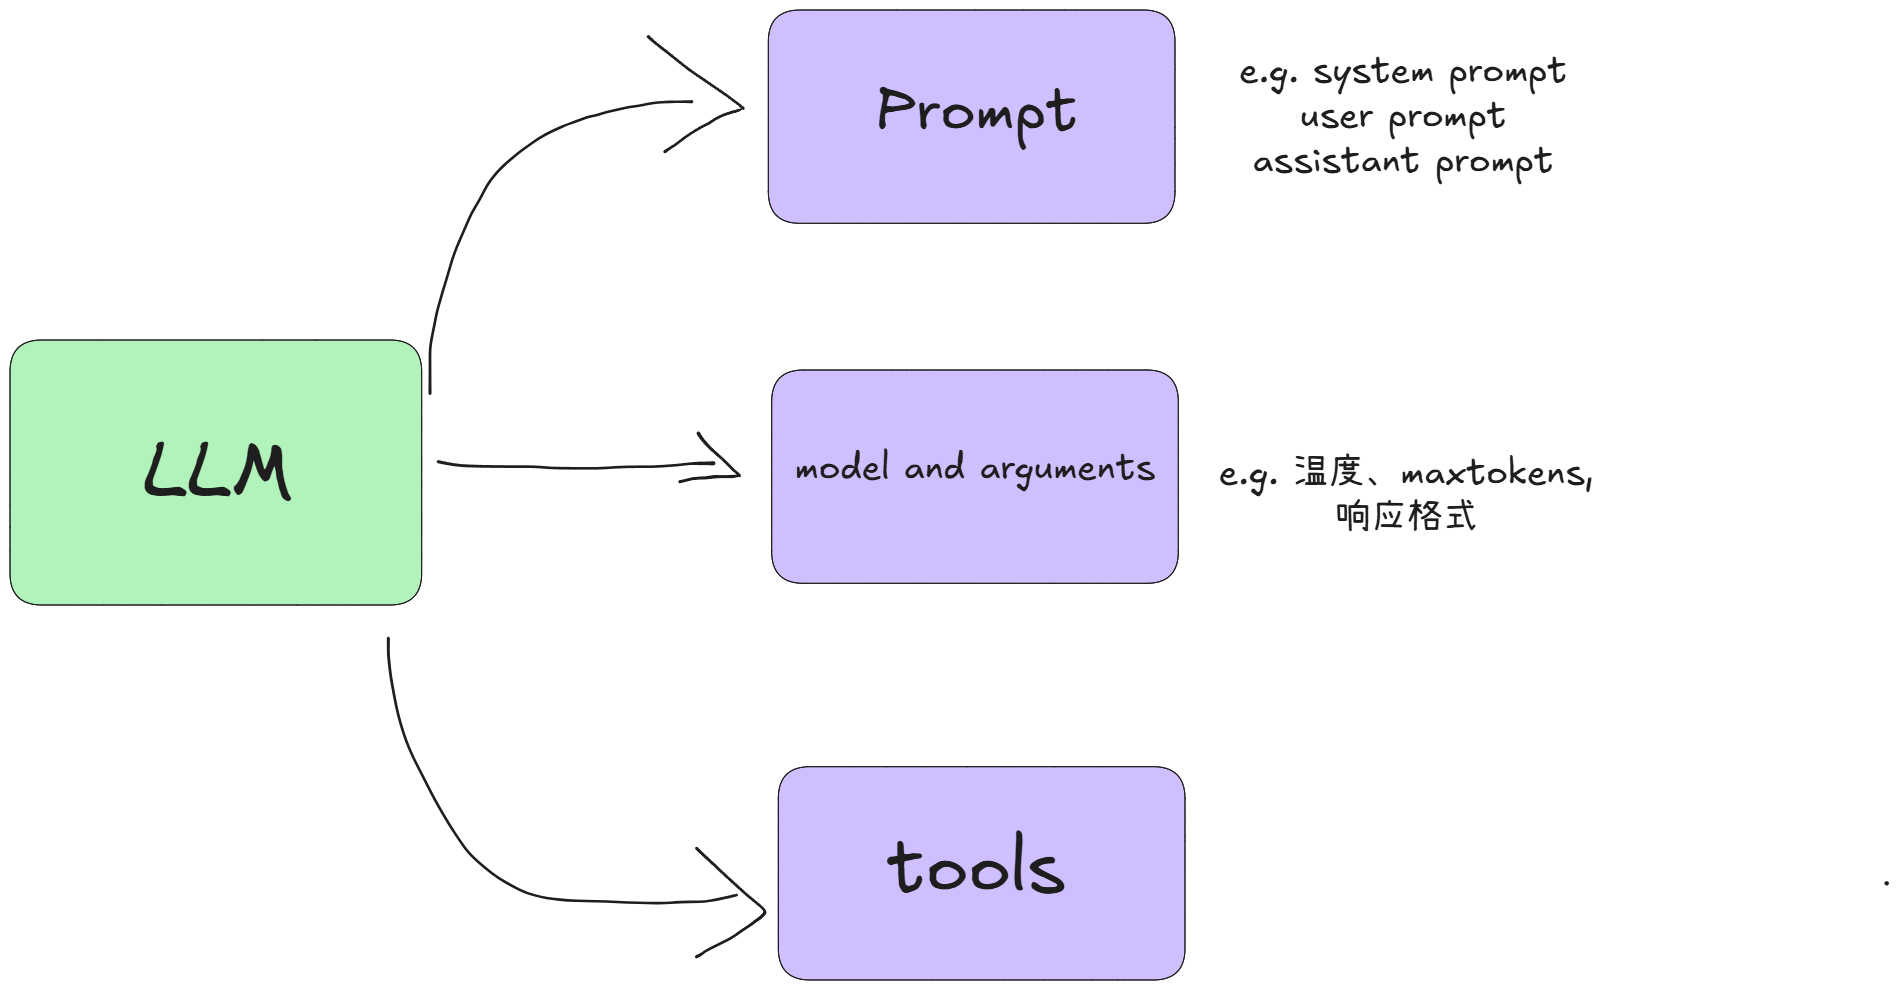 Prompt
e.g. system prompt
user prompt
assistant prompt
LLM
model and arguments
e.g. 温度、maxtokens,
响应格式
tools